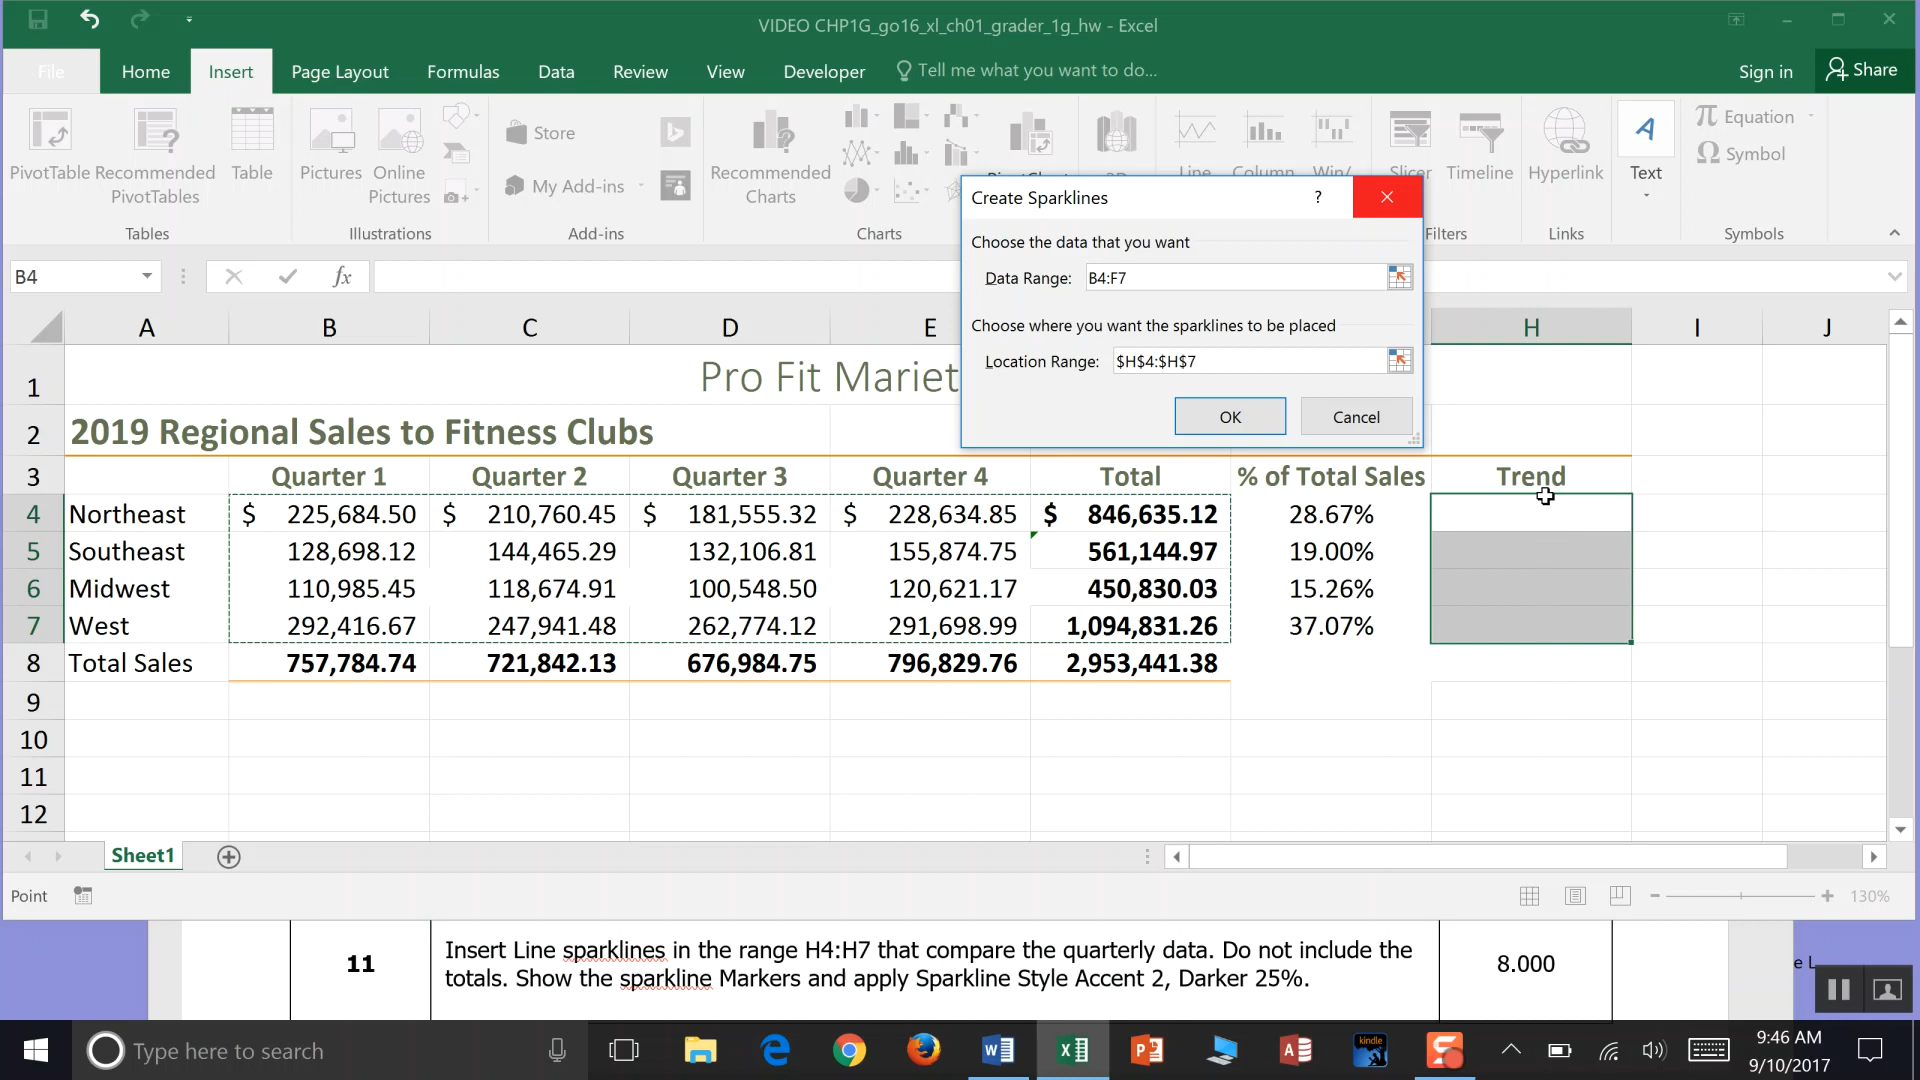 VIDEO CHP1G_go16_xl_ch01_grader_1g_hw - Excel
File Home Insert Page Layout Formulas Data Review View Developer Tell me what you want to do... Sign in Share
PivotTable Recommended PivotTables Table
Tables
Pictures Online Pictures
Illustrations
Store
My Add-ins
Add-ins
Recommended Charts
Charts
Slicer Timeline
Filters
Hyperlink
Links
A
Text
π Equation
Ω Symbol
Symbols
Create Sparklines ?
Choose the data that you want
Data Range: B4:F7
Choose where you want the sparklines to be placed
Location Range: $H$4:$H$7
OK Cancel
B4 fx
A B C D E H I J
1 Pro Fit Mariet
2 2019 Regional Sales to Fitness Clubs
3 Quarter 1 Quarter 2 Quarter 3 Quarter 4 Total % of Total Sales Trend
4 Northeast $ 225,684.50 $ 210,760.45 $ 181,555.32 $ 228,634.85 $ 846,635.12 28.67%
5 Southeast 128,698.12 144,465.29 132,106.81 155,874.75 561,144.97 19.00%
6 Midwest 110,985.45 118,674.91 100,548.50 120,621.17 450,830.03 15.26%
7 West 292,416.67 247,941.48 262,774.12 291,698.99 1,094,831.26 37.07%
8 Total Sales 757,784.74 721,842.13 676,984.75 796,829.76 2,953,441.38
9
10
11
12
Sheet1
Point 130%
11 Insert Line sparklines in the range H4:H7 that compare the quarterly data. Do not include the 8.000
totals. Show the sparkline Markers and apply Sparkline Style Accent 2, Darker 25%.
Type here to search
kindle
9:46 AM
9/10/2017